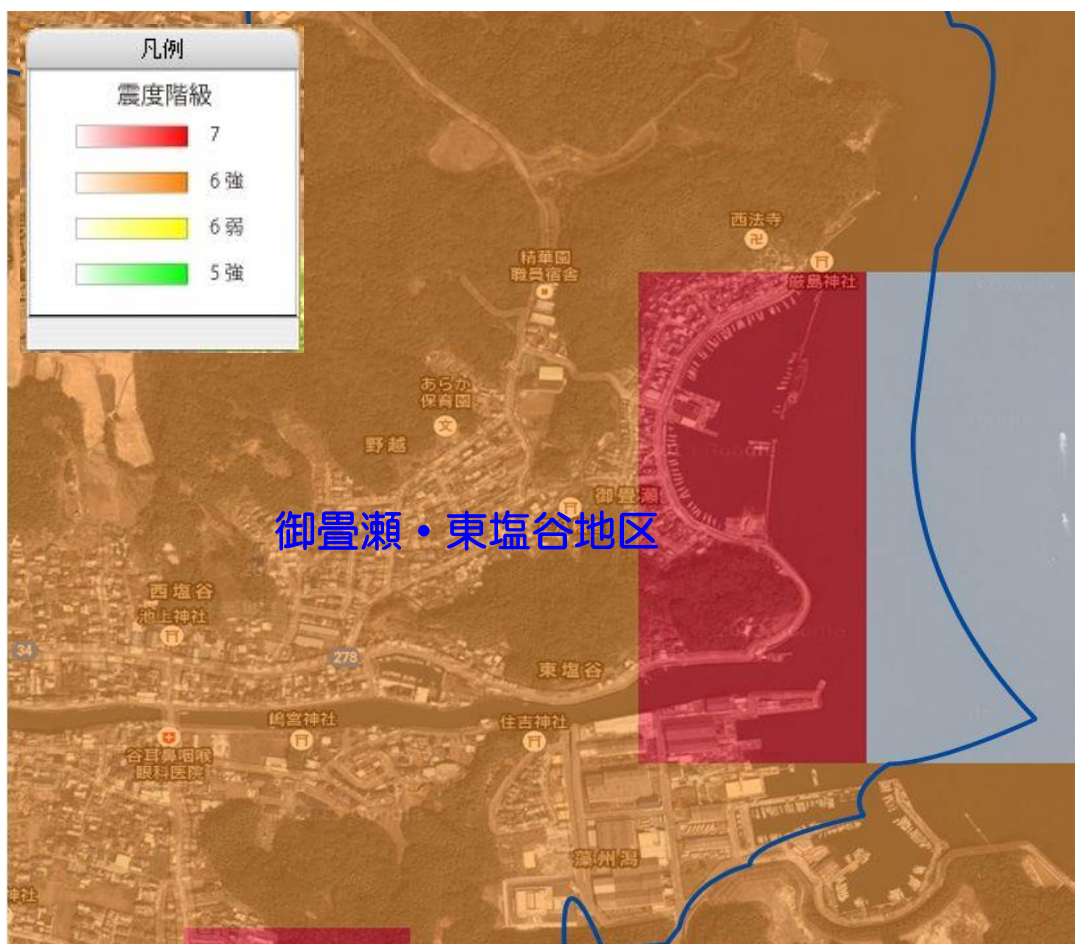 凡例
震度階級
7
6強
6弱
5強
西法寺
厳島神社
精華園
職員宿舎
あらか
保育園
野越
御畳瀬
御畳瀬・東塩谷地区
西塩谷
池上神社
34
278
東塩谷
嶋宮神社
住吉神社
谷耳鼻咽喉
眼科医院
藻州潟
神社